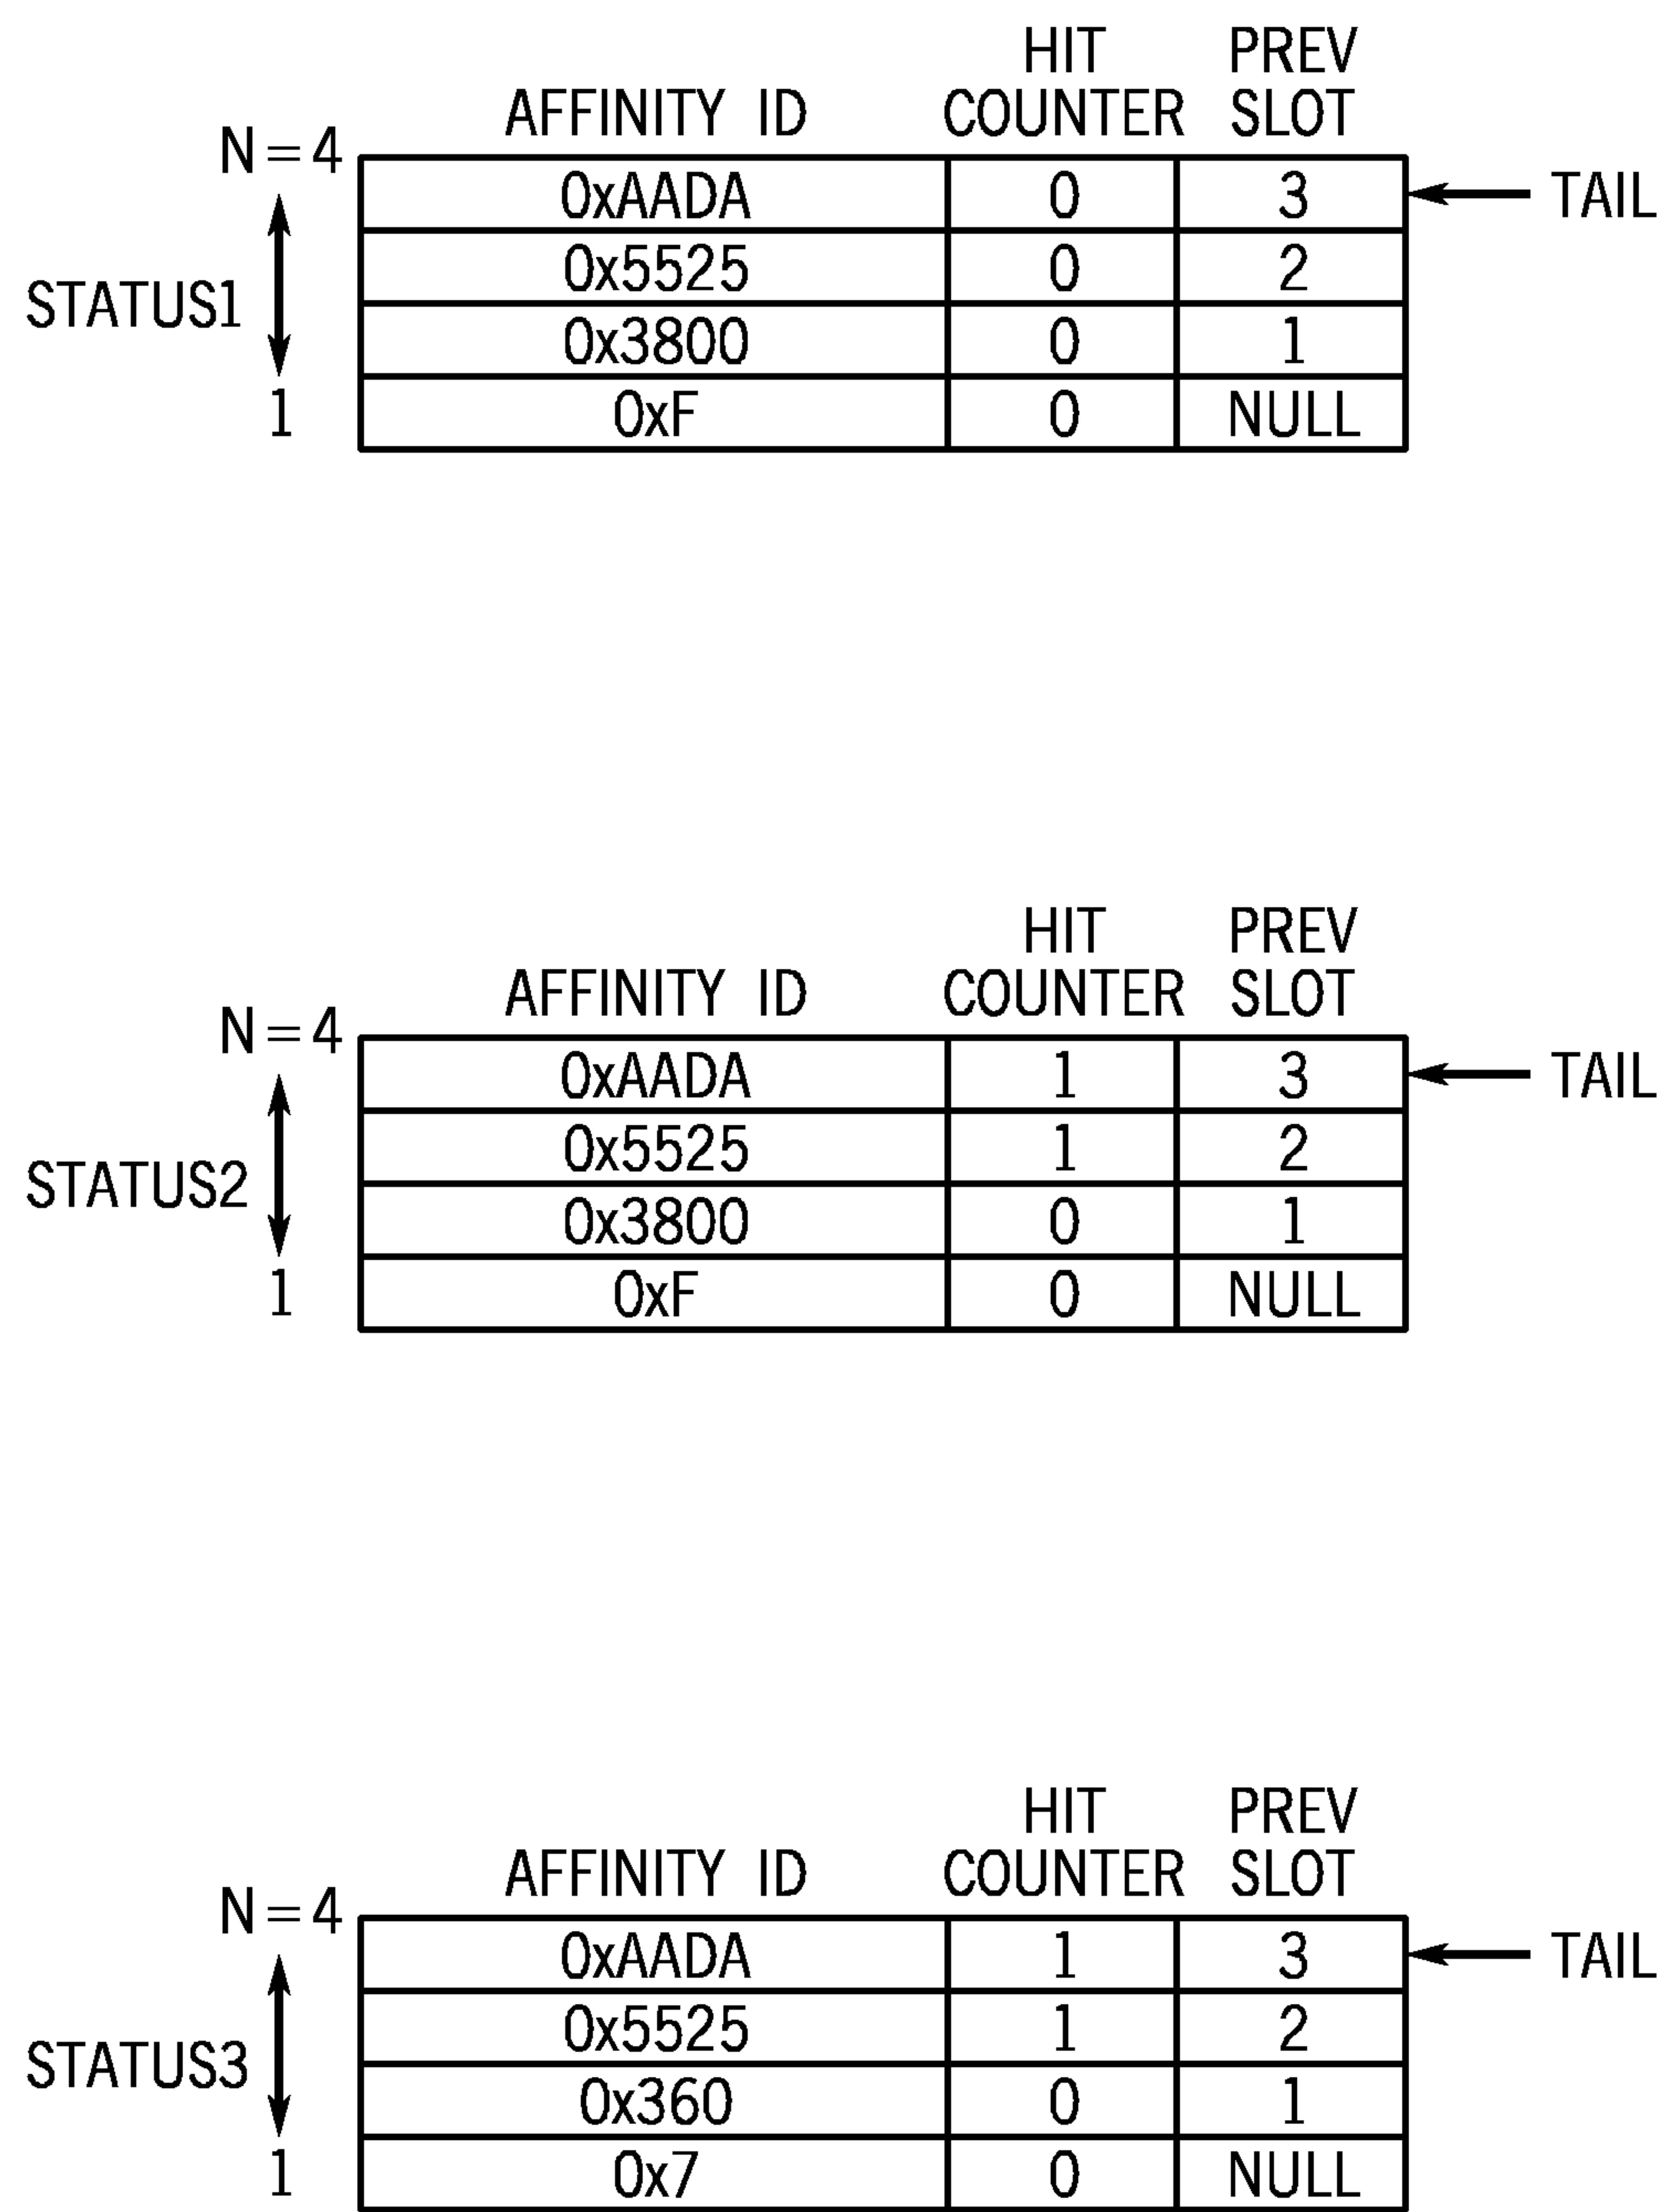 HIT PREV
AFFINITY ID COUNTER SLOT
N=4
0xAADA 0 3 TAIL
0x5525 0 2
STATUS1
0x3800 0 1
1 0xF 0 NULL
HIT PREV
AFFINITY ID COUNTER SLOT
N=4
0xAADA 1 3 TAIL
0x5525 1 2
STATUS2
0x3800 0 1
1 0xF 0 NULL
HIT PREV
AFFINITY ID COUNTER SLOT
N=4
0xAADA 1 3 TAIL
0x5525 1 2
STATUS3
0x360 0 1
1 0x7 0 NULL